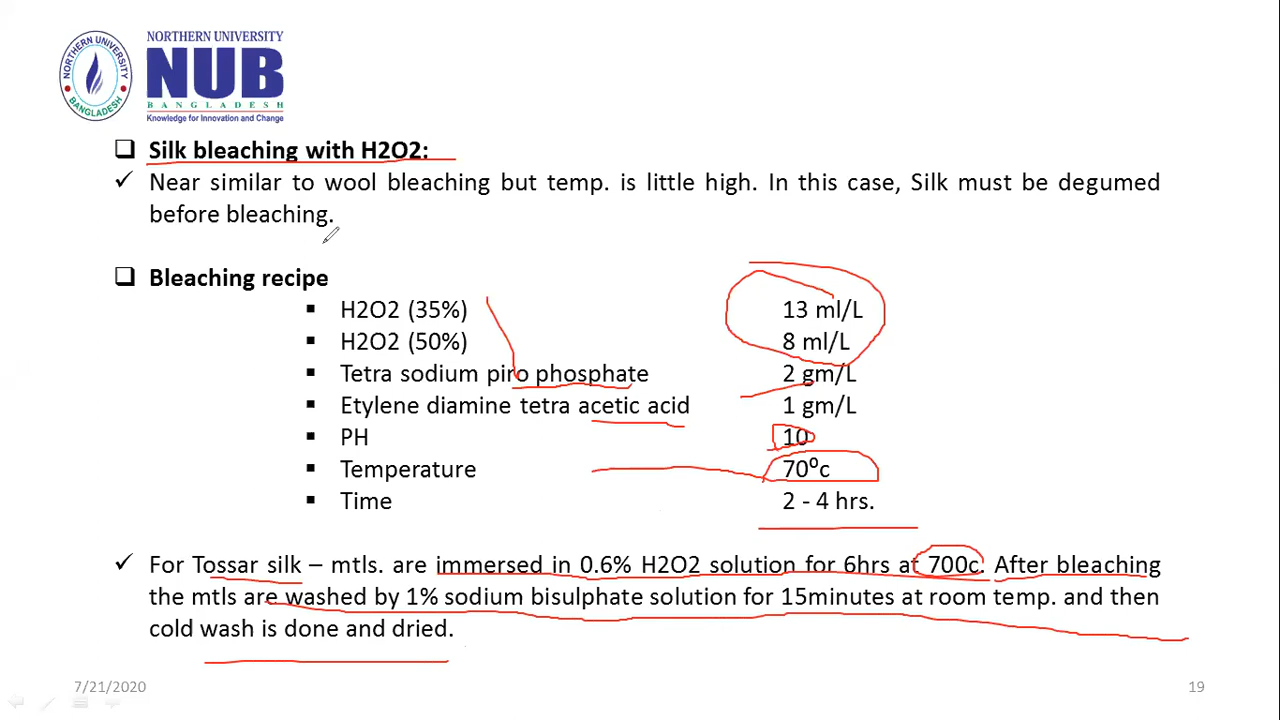 NORTHERN UNIVERSITY
NUB
BANGLADESH
Knowledge for Innovation and Change
NORTHERN UNIVERSITY
BANGLADESH
Silk bleaching with H2O2:
Near similar to wool bleaching but temp. is little high. In this case, Silk must be degumed
before bleaching.
Bleaching recipe
H2O2 (35%) 13 ml/L
H2O2 (50%) 8 ml/L
Tetra sodium piro phosphate 2 gm/L
Etylene diamine tetra acetic acid 1 gm/L
PH 10
Temperature 70⁰c
Time 2 - 4 hrs.
For Tossar silk – mtls. are immersed in 0.6% H2O2 solution for 6hrs at 700c. After bleaching
the mtls are washed by 1% sodium bisulphate solution for 15minutes at room temp. and then
cold wash is done and dried.
7/21/2020 19